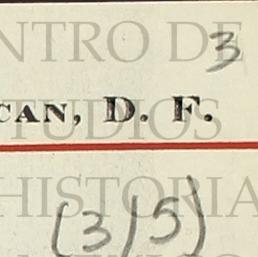 NTRO DE
3
CAN, D. F.
TUDIOS
HISTORIA
(3/5)